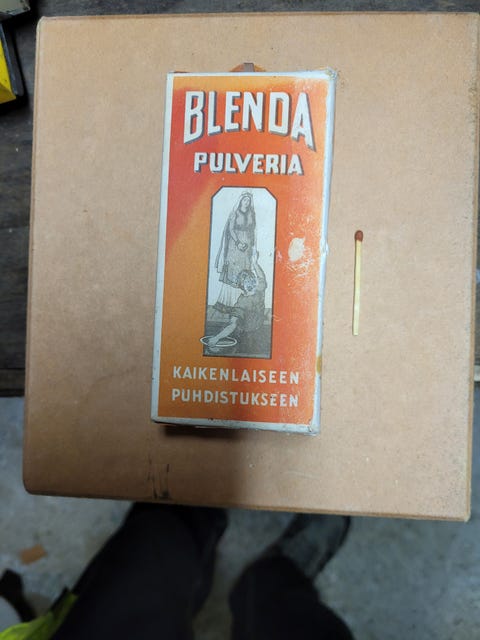 BLENDA
PULVERIA
KAIKENLAISEEN
PUHDISTUKSEEN